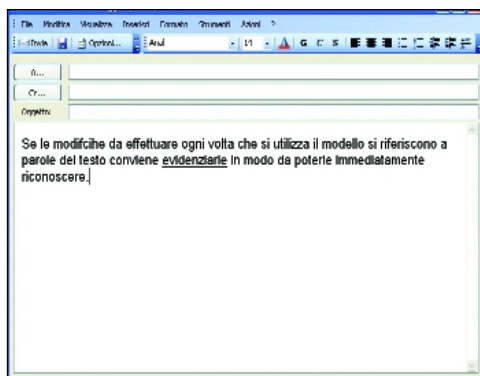 File Modifica Visualizza Inserisci Formato Strumenti Azioni ?
Invia Opzioni... Arial 14 A G C S
A...
Cc...
Oggetto:
Se le modifcihe da effettuare ogni volta che si utilizza il modello si riferiscono a
parole del testo conviene evidenziarle in modo da poterle immediatamente
riconoscere.